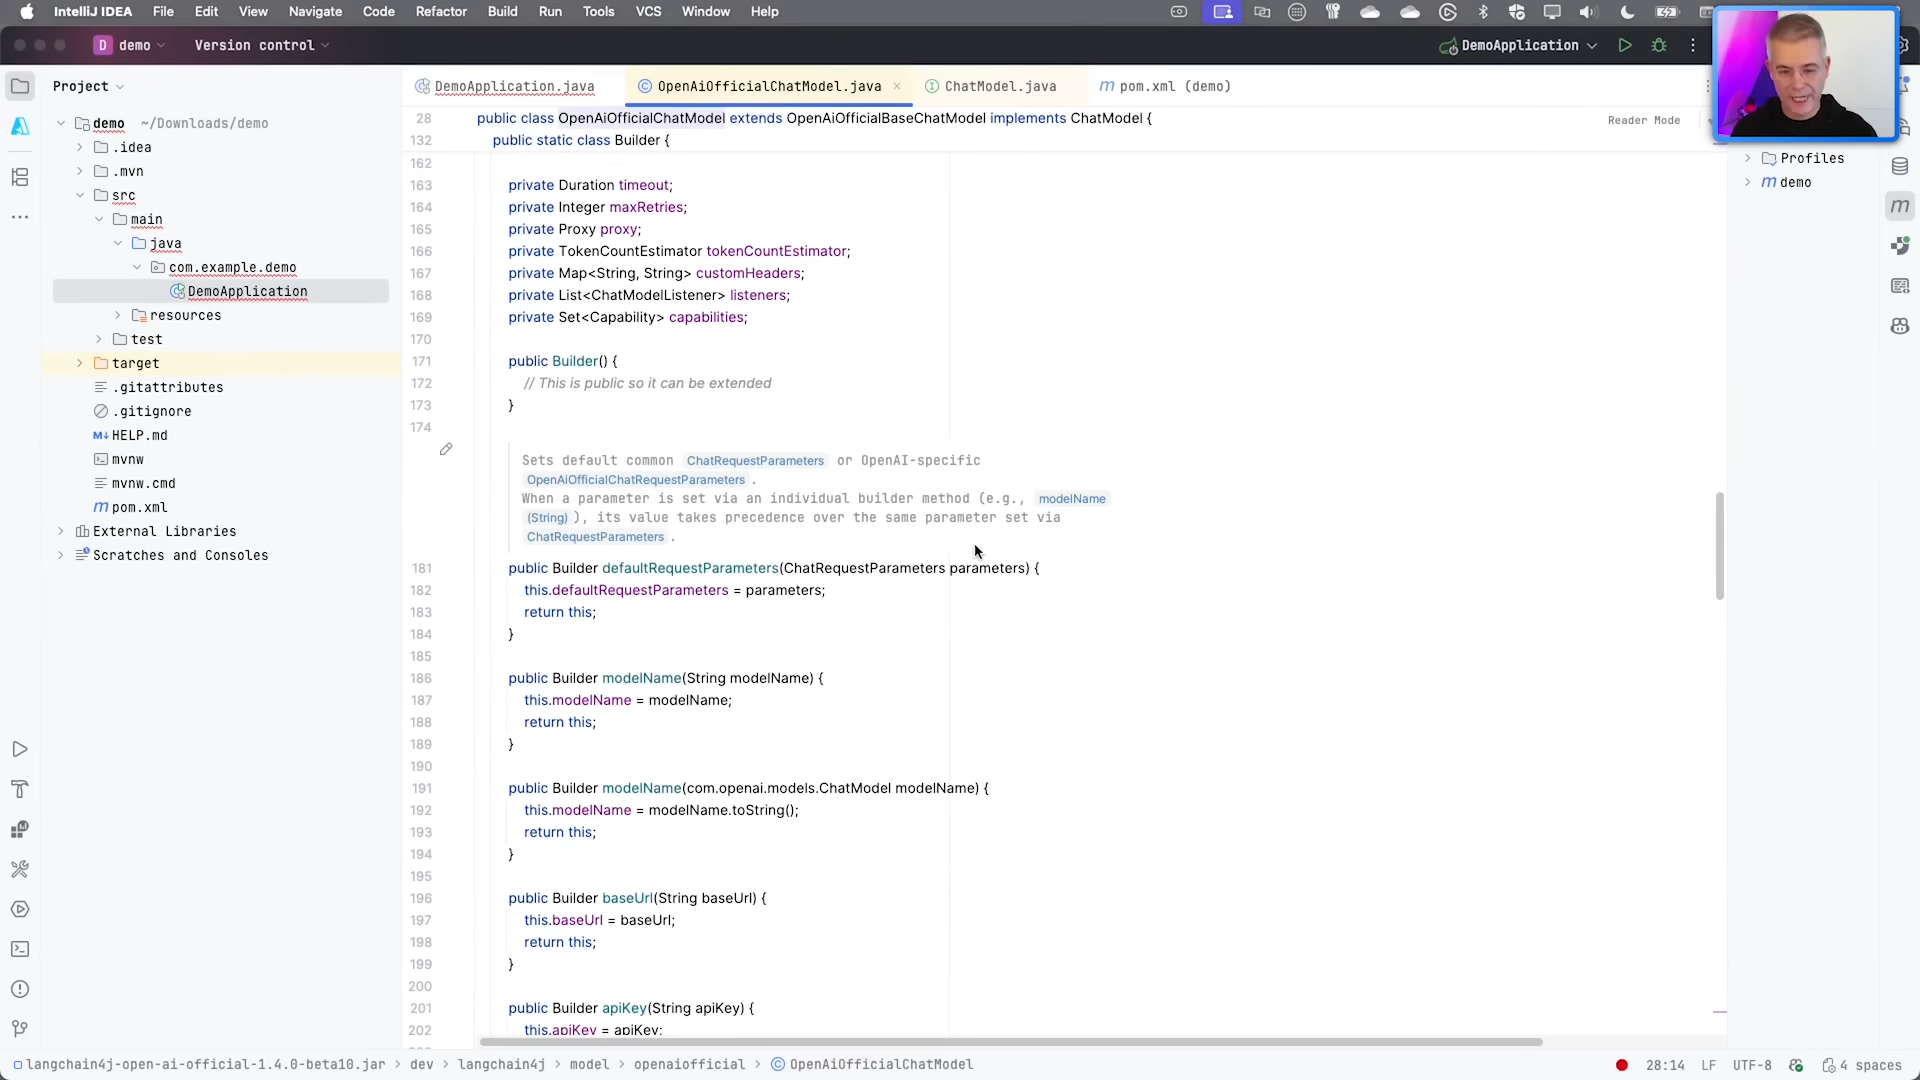 IntelliJ IDEA File Edit View Navigate Code Refactor Build Run Tools VCS Window Help
D demo Version control DemoApplication
Project DemoApplication.java OpenAiOfficialChatModel.java ChatModel.java m pom.xml (demo)
demo ~/Downloads/demo
.idea
.mvn
src
main
java
com.example.demo
DemoApplication
resources
test
target
.gitattributes
.gitignore
M↓ HELP.md
mvnw
mvnw.cmd
m pom.xml
External Libraries
Scratches and Consoles
28 public class OpenAiOfficialChatModel extends OpenAiOfficialBaseChatModel implements ChatModel {
Reader Mode
132 public static class Builder {
162
163 private Duration timeout;
164 private Integer maxRetries;
165 private Proxy proxy;
166 private TokenCountEstimator tokenCountEstimator;
167 private Map<String, String> customHeaders;
168 private List<ChatModelListener> listeners;
169 private Set<Capability> capabilities;
170
171 public Builder() {
172 // This is public so it can be extended
173 }
174
Sets default common ChatRequestParameters or OpenAI-specific
OpenAiOfficialChatRequestParameters .
When a parameter is set via an individual builder method (e.g., modelName
(String) ), its value takes precedence over the same parameter set via
ChatRequestParameters .
181 public Builder defaultRequestParameters(ChatRequestParameters parameters) {
182 this.defaultRequestParameters = parameters;
183 return this;
184 }
185
186 public Builder modelName(String modelName) {
187 this.modelName = modelName;
188 return this;
189 }
190
191 public Builder modelName(com.openai.models.ChatModel modelName) {
192 this.modelName = modelName.toString();
193 return this;
194 }
195
196 public Builder baseUrl(String baseUrl) {
197 this.baseUrl = baseUrl;
198 return this;
199 }
200
201 public Builder apiKey(String apiKey) {
202 this.apiKey = apiKey;
Profiles
m demo
m
langchain4j-open-ai-official-1.4.0-beta10.jar > dev > langchain4j > model > openaiofficial > OpenAiOfficialChatModel 28:14 LF UTF-8 4 spaces